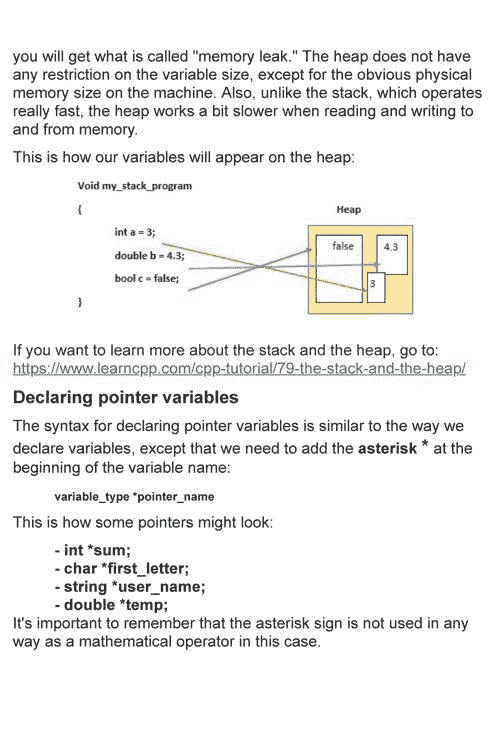 you will get what is called "memory leak." The heap does not have
any restriction on the variable size, except for the obvious physical
memory size on the machine. Also, unlike the stack, which operates
really fast, the heap works a bit slower when reading and writing to
and from memory.
This is how our variables will appear on the heap:
Void my_stack_program
{
Heap
int a = 3;
false
4.3
double b = 4.3;
bool c = false;
3
}
If you want to learn more about the stack and the heap, go to:
https://www.learncpp.com/cpp-tutorial/79-the-stack-and-the-heap/
Declaring pointer variables
The syntax for declaring pointer variables is similar to the way we
declare variables, except that we need to add the asterisk * at the
beginning of the variable name:
variable_type *pointer_name
This is how some pointers might look:
- int *sum;
- char *first_letter;
- string *user_name;
- double *temp;
It's important to remember that the asterisk sign is not used in any
way as a mathematical operator in this case.